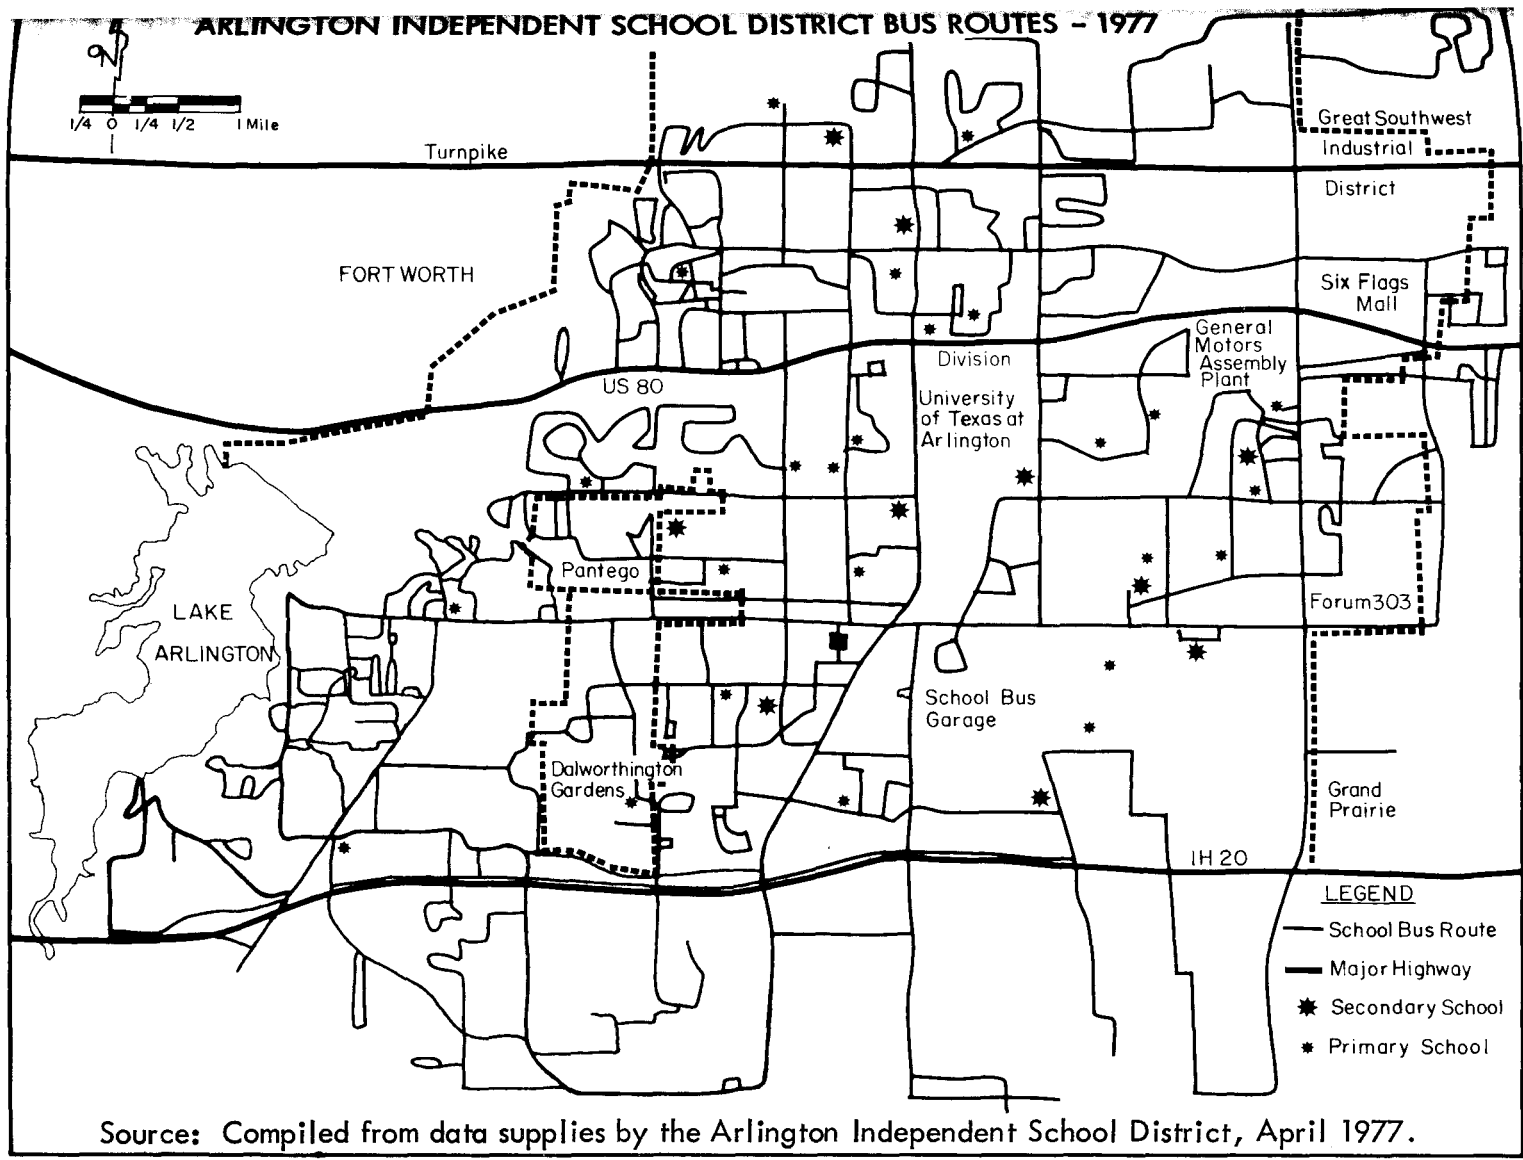 ARLINGTON INDEPENDENT SCHOOL DISTRICT BUS ROUTES – 1977
N
1/4 0 1/4 1/2 1 Mile
Turnpike
Great Southwest
Industrial
District
FORT WORTH
Six Flags
Mall
General
Motors
Assembly
Plant
Division
US 80
University
of Texas at
Arlington
Pantego
LAKE
ARLINGTON
Forum303
School Bus
Garage
Dalworthington
Gardens
Grand
Prairie
IH 20
LEGEND
School Bus Route
Major Highway
Secondary School
Primary School
Source: Compiled from data supplies by the Arlington Independent School District, April 1977.